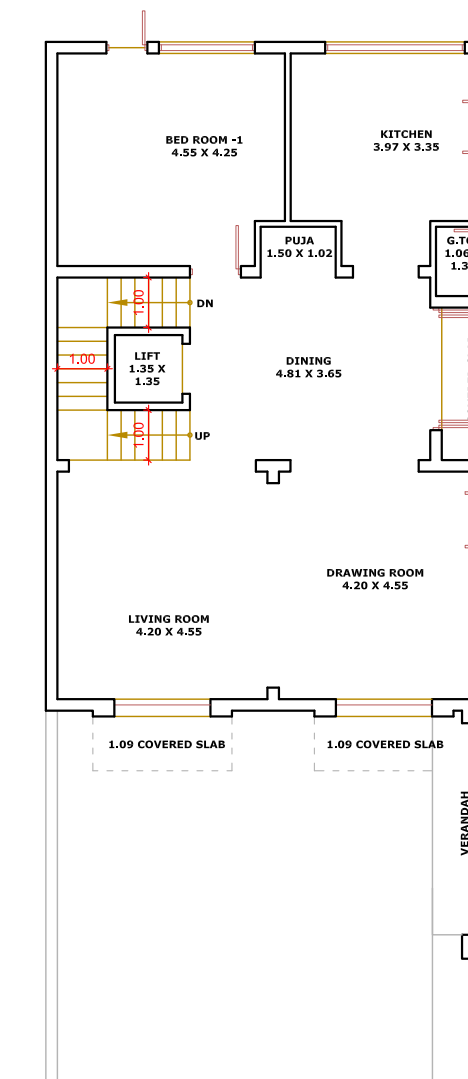 BED ROOM -1
4.55 X 4.25
KITCHEN
3.97 X 3.35
PUJA
1.50 X 1.02
1.00
DN
LIFT
1.35 X
1.35
1.00
DINING
4.81 X 3.65
1.00
UP
DRAWING ROOM
4.20 X 4.55
LIVING ROOM
4.20 X 4.55
1.09 COVERED SLAB
1.09 COVERED SLAB
VERANDAH